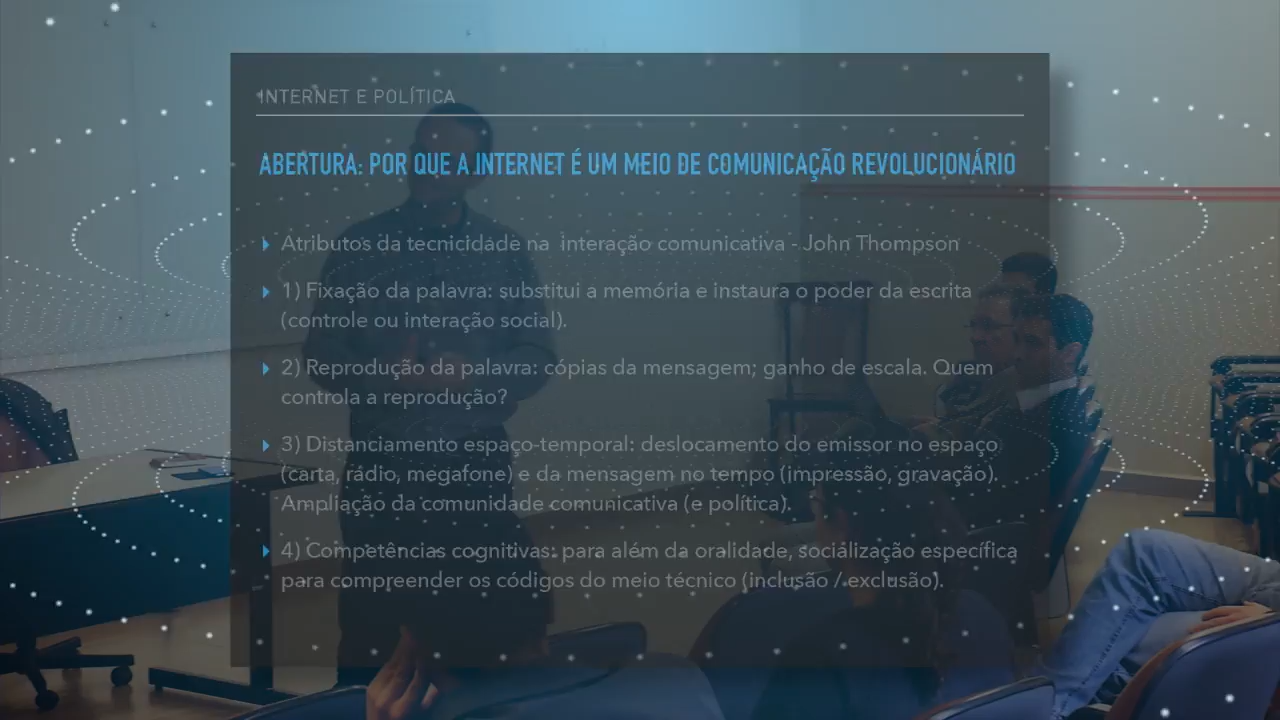 INTERNET E POLÍTICA
ABERTURA: POR QUE A INTERNET É UM MEIO DE COMUNICAÇÃO REVOLUCIONÁRIO
Atributos da tecnicidade na interação comunicativa - John Thompson
1) Fixação da palavra: substitui a memória e instaura o poder da escrita
(controle ou interação social).
2) Reprodução da palavra: cópias da mensagem; ganho de escala. Quem
controla a reprodução?
3) Distanciamento espaço-temporal: deslocamento do emissor no espaço
(carta, rádio, megafone) e da mensagem no tempo (impressão, gravação).
Ampliação da comunidade comunicativa (e política).
4) Competências cognitivas: para além da oralidade, socialização específica
para compreender os códigos do meio técnico (inclusão / exclusão).